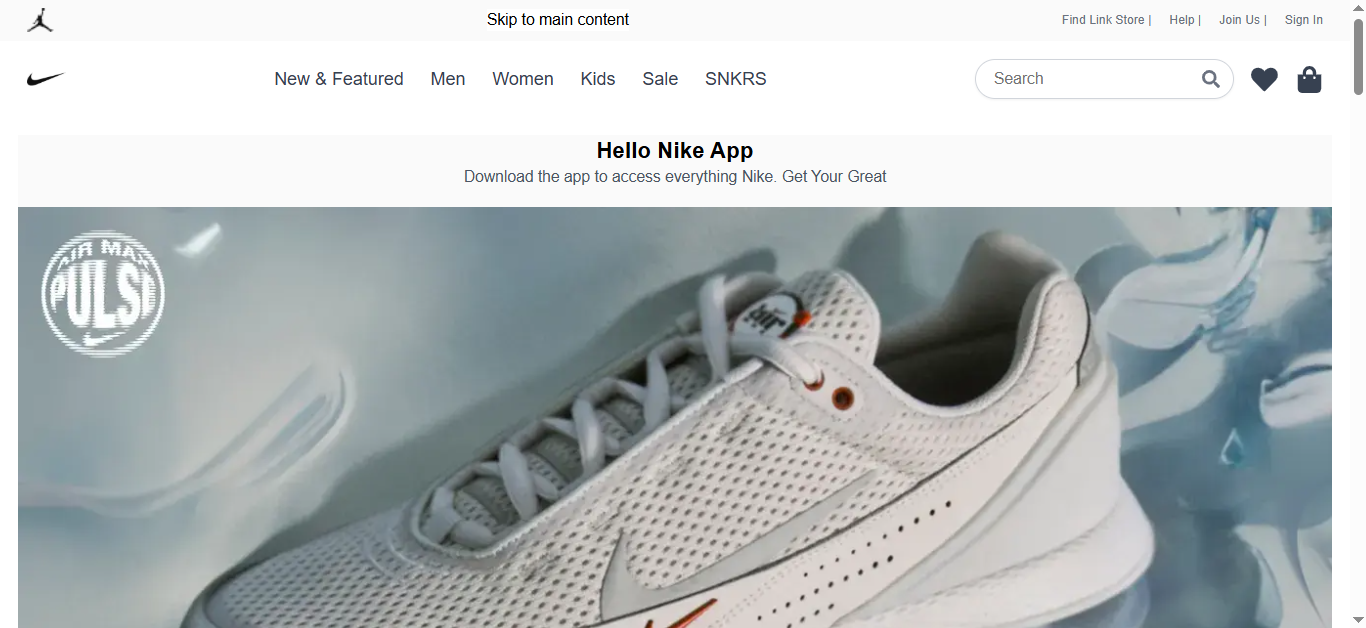 Skip to main content
Find Link Store |
Help |
Join Us |
Sign In
New & Featured
Men
Women
Kids
Sale
SNKRS
Search
Hello Nike App
Download the app to access everything Nike. Get Your Great
AIR MAX
PULSE
AIR